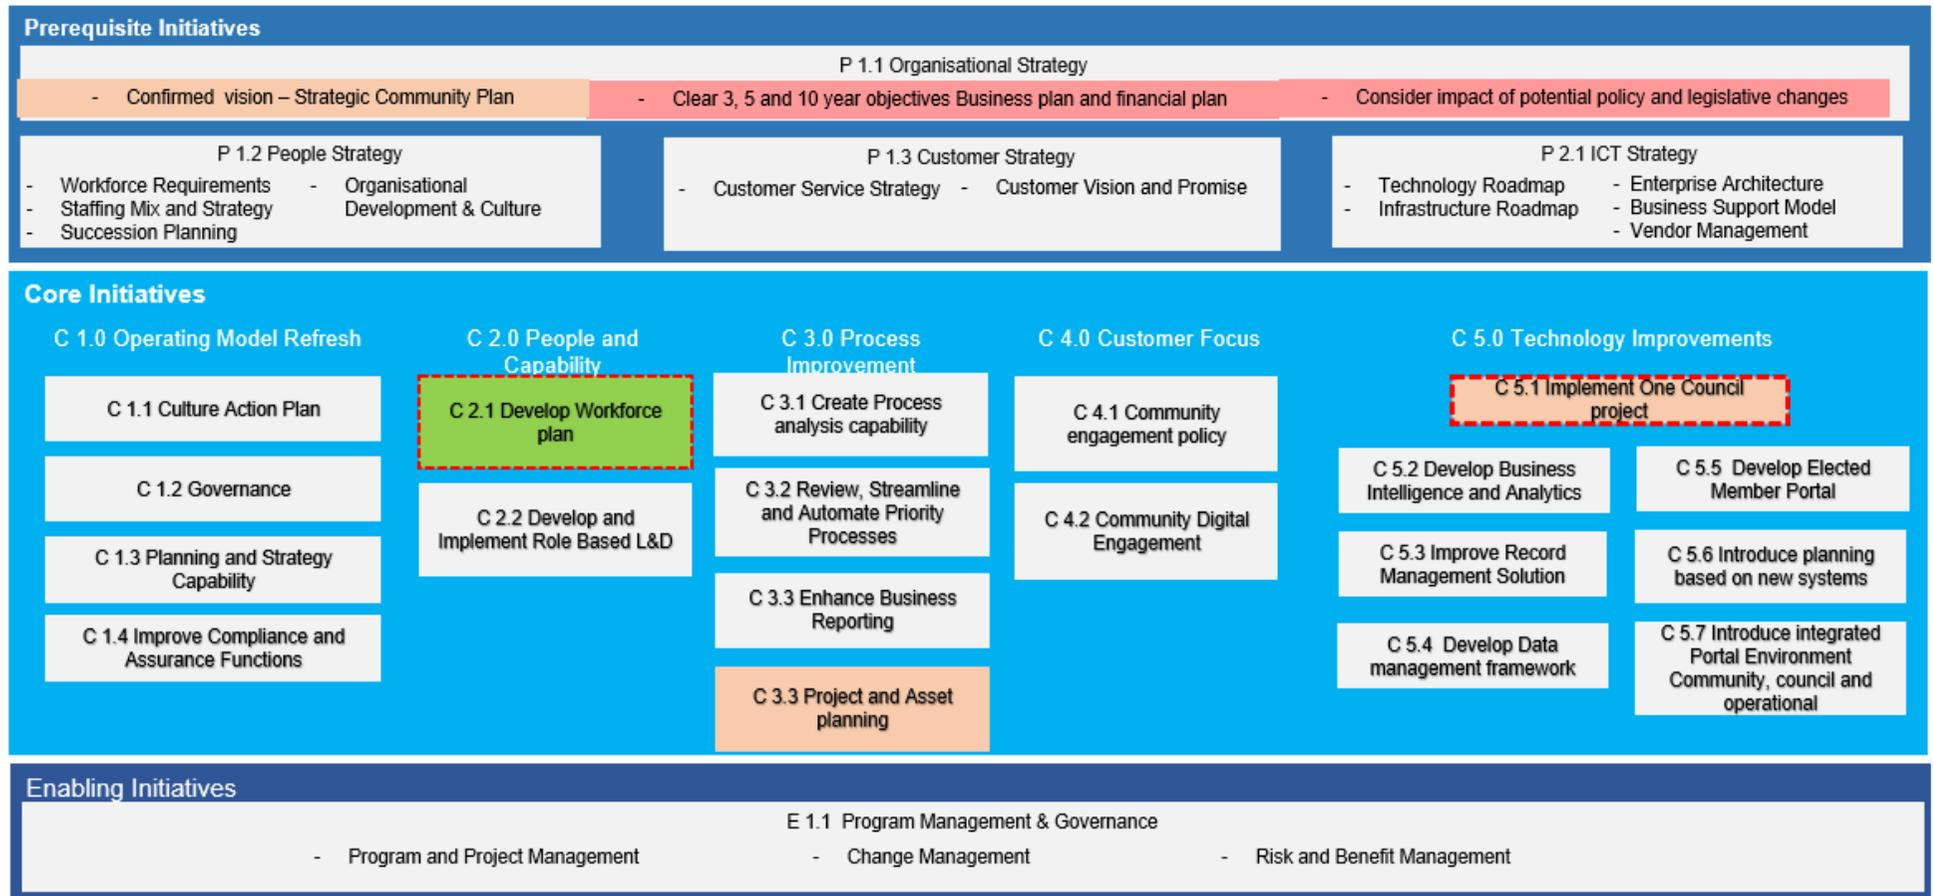 Prerequisite Initiatives
P 1.1 Organisational Strategy
- Confirmed vision – Strategic Community Plan
- Clear 3, 5 and 10 year objectives Business plan and financial plan
- Consider impact of potential policy and legislative changes
P 1.2 People Strategy
- Workforce Requirements
- Staffing Mix and Strategy
- Succession Planning
- Organisational
Development & Culture
P 1.3 Customer Strategy
- Customer Service Strategy
- Customer Vision and Promise
P 2.1 ICT Strategy
- Technology Roadmap
- Infrastructure Roadmap
- Enterprise Architecture
- Business Support Model
- Vendor Management
Core Initiatives
C 1.0 Operating Model Refresh
C 1.1 Culture Action Plan
C 1.2 Governance
C 1.3 Planning and Strategy
Capability
C 1.4 Improve Compliance and
Assurance Functions
C 2.0 People and
Capability
C 2.1 Develop Workforce
plan
C 2.2 Develop and
Implement Role Based L&D
C 3.0 Process
Improvement
C 3.1 Create Process
analysis capability
C 3.2 Review, Streamline
and Automate Priority
Processes
C 3.3 Enhance Business
Reporting
C 3.3 Project and Asset
planning
C 4.0 Customer Focus
C 4.1 Community
engagement policy
C 4.2 Community Digital
Engagement
C 5.0 Technology Improvements
C 5.1 Implement One Council
project
C 5.2 Develop Business
Intelligence and Analytics
C 5.3 Improve Record
Management Solution
C 5.4 Develop Data
management framework
C 5.5 Develop Elected
Member Portal
C 5.6 Introduce planning
based on new systems
C 5.7 Introduce integrated
Portal Environment
Community, council and
operational
Enabling Initiatives
E 1.1 Program Management & Governance
- Program and Project Management
- Change Management
- Risk and Benefit Management